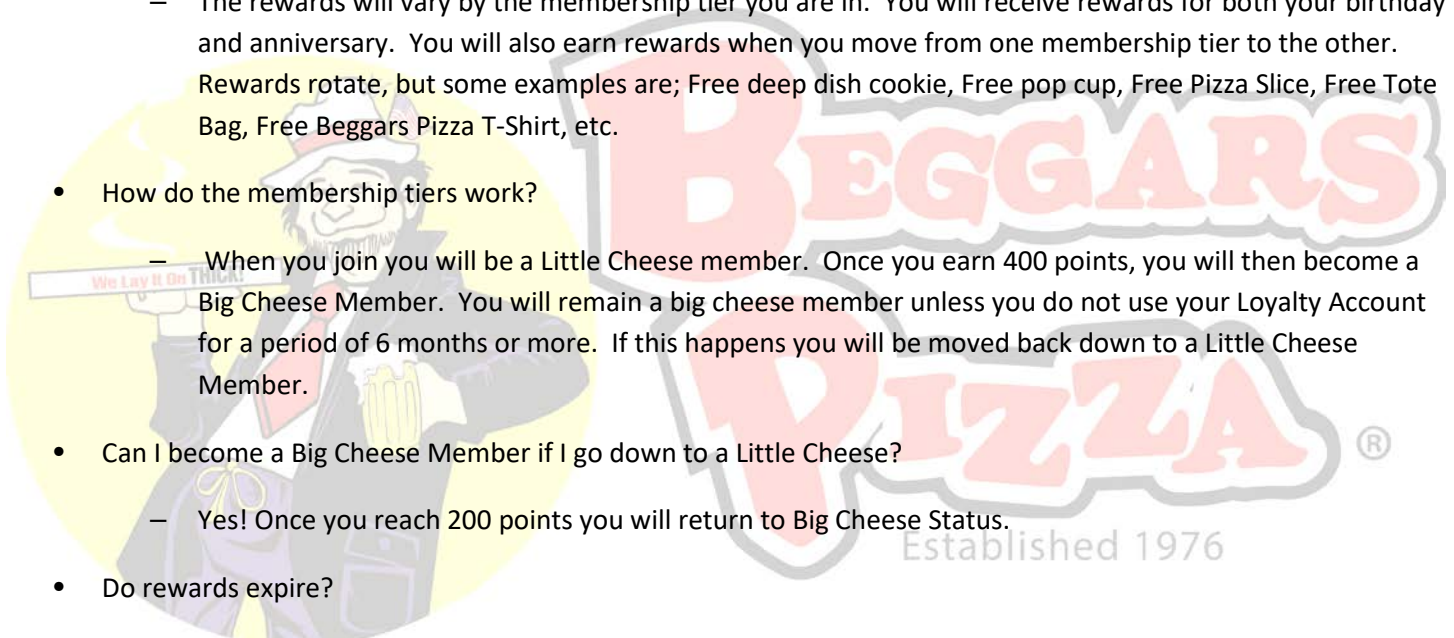 – The rewards will vary by the membership tier you are in. You will receive rewards for both your birthday
and anniversary. You will also earn rewards when you move from one membership tier to the other.
Rewards rotate, but some examples are; Free deep dish cookie, Free pop cup, Free Pizza Slice, Free Tote
Bag, Free Beggars Pizza T-Shirt, etc.
• How do the membership tiers work?
– When you join you will be a Little Cheese member. Once you earn 400 points, you will then become a
Big Cheese Member. You will remain a big cheese member unless you do not use your Loyalty Account
for a period of 6 months or more. If this happens you will be moved back down to a Little Cheese
Member.
• Can I become a Big Cheese Member if I go down to a Little Cheese?
– Yes! Once you reach 200 points you will return to Big Cheese Status.
• Do rewards expire?
We Lay It On THICK!
BEGGARS
PIZZA ®
Established 1976